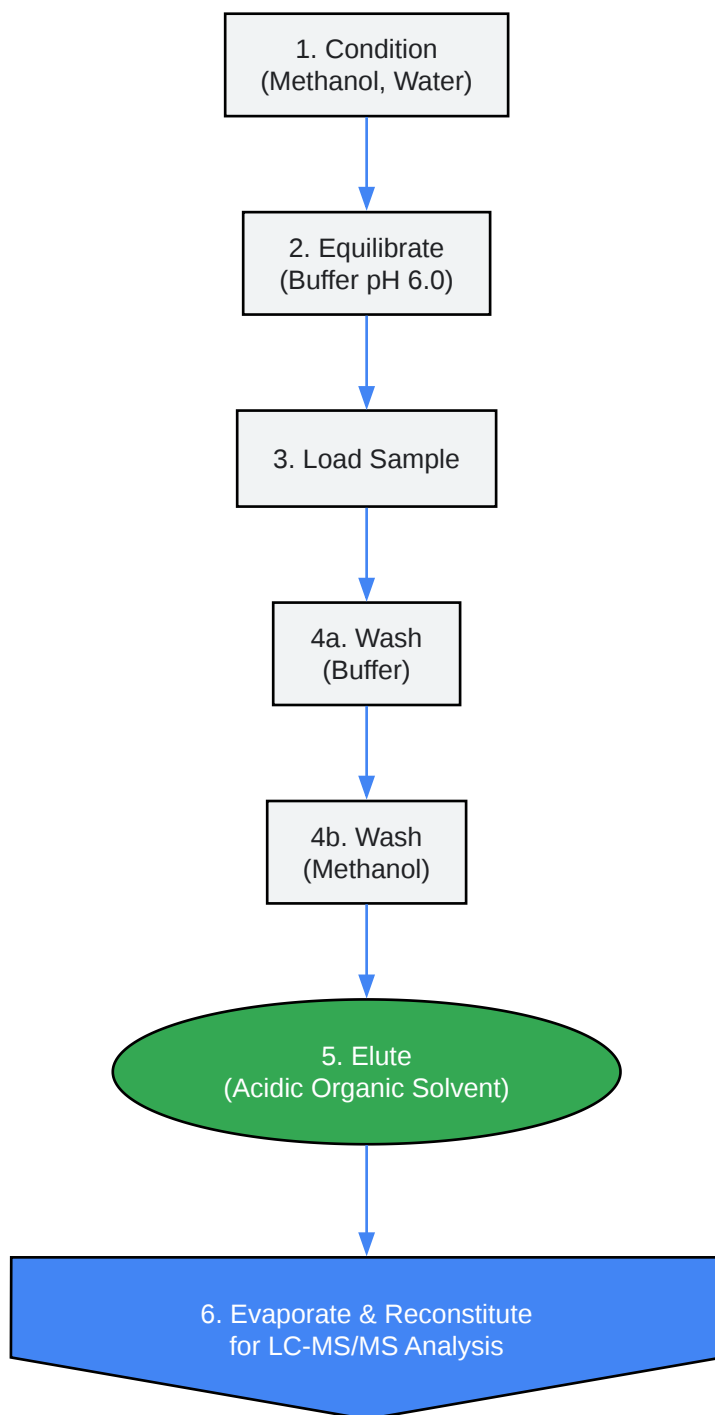 1. Condition
(Methanol, Water)
2. Equilibrate
(Buffer pH 6.0)
3. Load Sample
4a. Wash
(Buffer)
4b. Wash
(Methanol)
5. Elute
(Acidic Organic Solvent)
6. Evaporate & Reconstitute
for LC-MS/MS Analysis